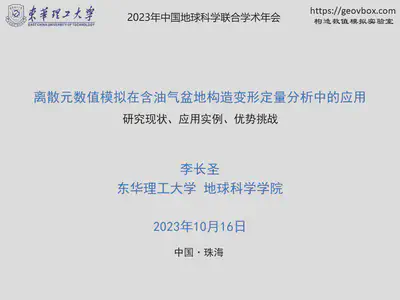 东华理工大学
EAST CHINA UNIVERSITY OF TECHNOLOGY
2023年中国地球科学联合学术年会
https://geovbox.com
构造数值模拟实验室
离散元数值模拟在含油气盆地构造变形定量分析中的应用
研究现状、应用实例、优势挑战
李长圣
东华理工大学 地球科学学院
2023年10月16日
中国·珠海